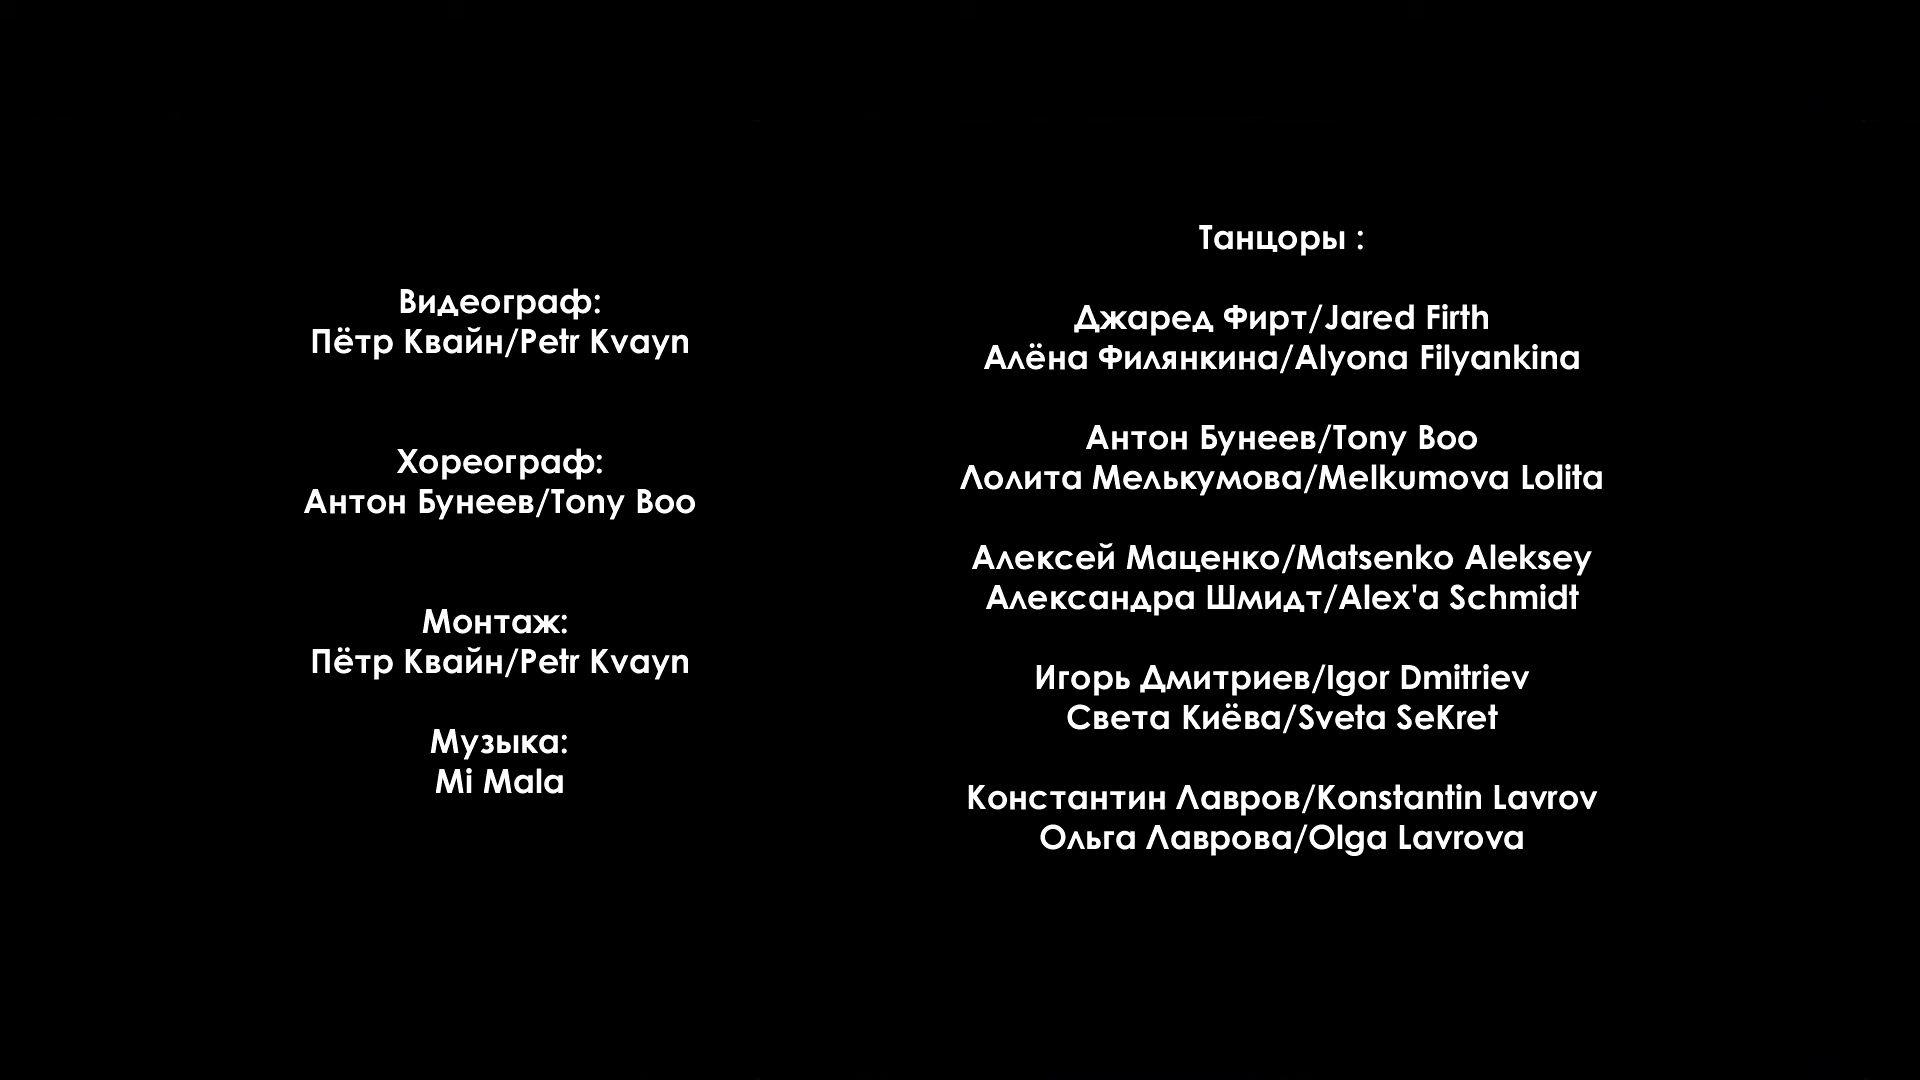 Видеограф:
Пётр Квайн/Petr Kvayn
Хореограф:
Антон Бунеев/Tony Boo
Монтаж:
Пётр Квайн/Petr Kvayn
Музыка:
Mi Mala
Танцоры :
Джаред Фирт/Jared Firth
Алёна Филянкина/Alyona Filyankina
Антон Бунеев/Tony Boo
Лолита Мелькумова/Melkumova Lolita
Алексей Маценко/Matsenko Aleksey
Александра Шмидт/Alex'a Schmidt
Игорь Дмитриев/Igor Dmitriev
Света Киёва/Sveta SeKret
Константин Лавров/Konstantin Lavrov
Ольга Лаврова/Olga Lavrova